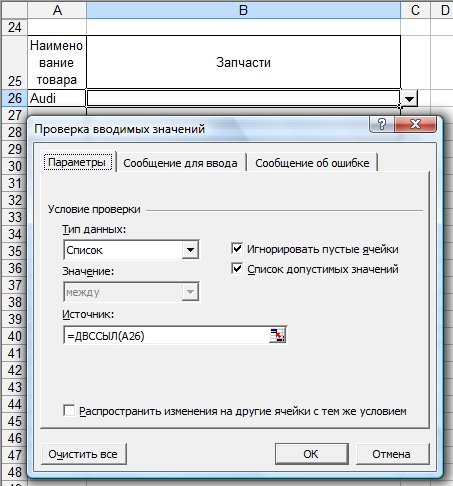 A B C D
24
25 Наимено
вание
товара Запчасти
26 Audi
27
28
29
30
31
32
33
34
35
36
37
38
39
40
41
42
43
44
45
46
47
48
Проверка вводимых значений ?
Параметры Сообщение для ввода Сообщение об ошибке
Условие проверки
Тип данных:
Список Игнорировать пустые ячейки
Значение: Список допустимых значений
между
Источник:
=ДВССЫЛ(A26)
Распространить изменения на другие ячейки с тем же условием
Очистить все ОК Отмена